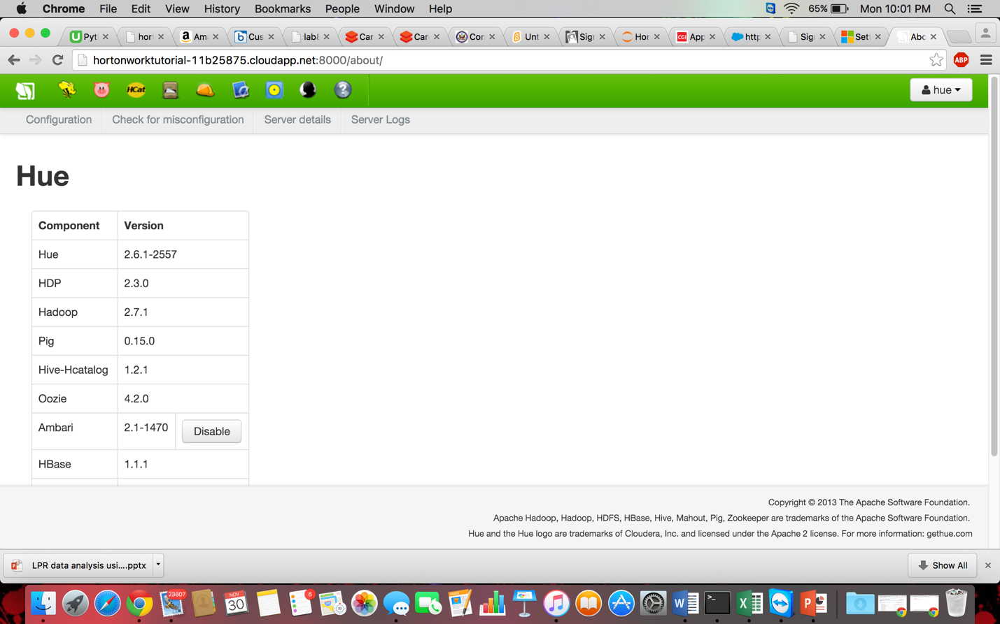 Chrome File Edit View History Bookmarks People Window Help 65% Mon 10:01 PM
Pyt hor Am Cus lab8 Car Car Con Unt Sign Hor App http Sign Sett Abo
hortonworktutorial-11b25875.cloudapp.net:8000/about/ ABP
HCat hue
Configuration Check for misconfiguration Server details Server Logs
Hue
Component Version
Hue 2.6.1-2557
HDP 2.3.0
Hadoop 2.7.1
Pig 0.15.0
Hive-Hcatalog 1.2.1
Oozie 4.2.0
Ambari 2.1-1470 Disable
HBase 1.1.1
Copyright © 2013 The Apache Software Foundation.
Apache Hadoop, Hadoop, HDFS, HBase, Hive, Mahout, Pig, Zookeeper are trademarks of the Apache Software Foundation.
Hue and the Hue logo are trademarks of Cloudera, Inc. and licensed under the Apache 2 license. For more information: gethue.com
LPR data analysis usi....pptx Show All
23607 NOV 30 6